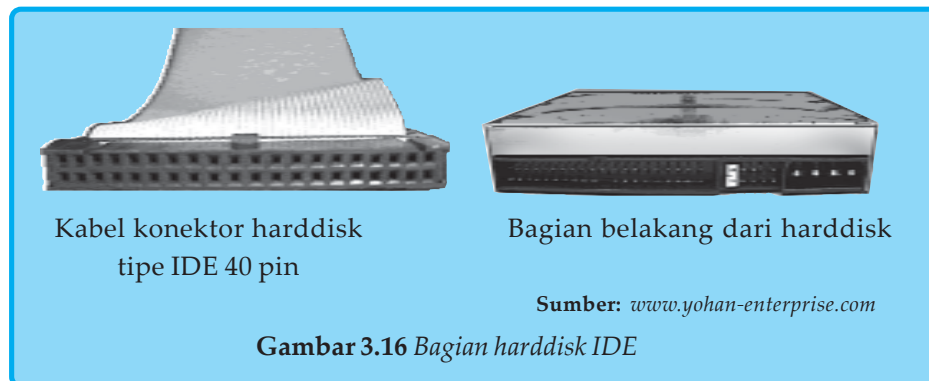 Kabel konektor harddisk
tipe IDE 40 pin
Bagian belakang dari harddisk
Sumber: www.yohan-enterprise.com
Gambar 3.16 Bagian harddisk IDE